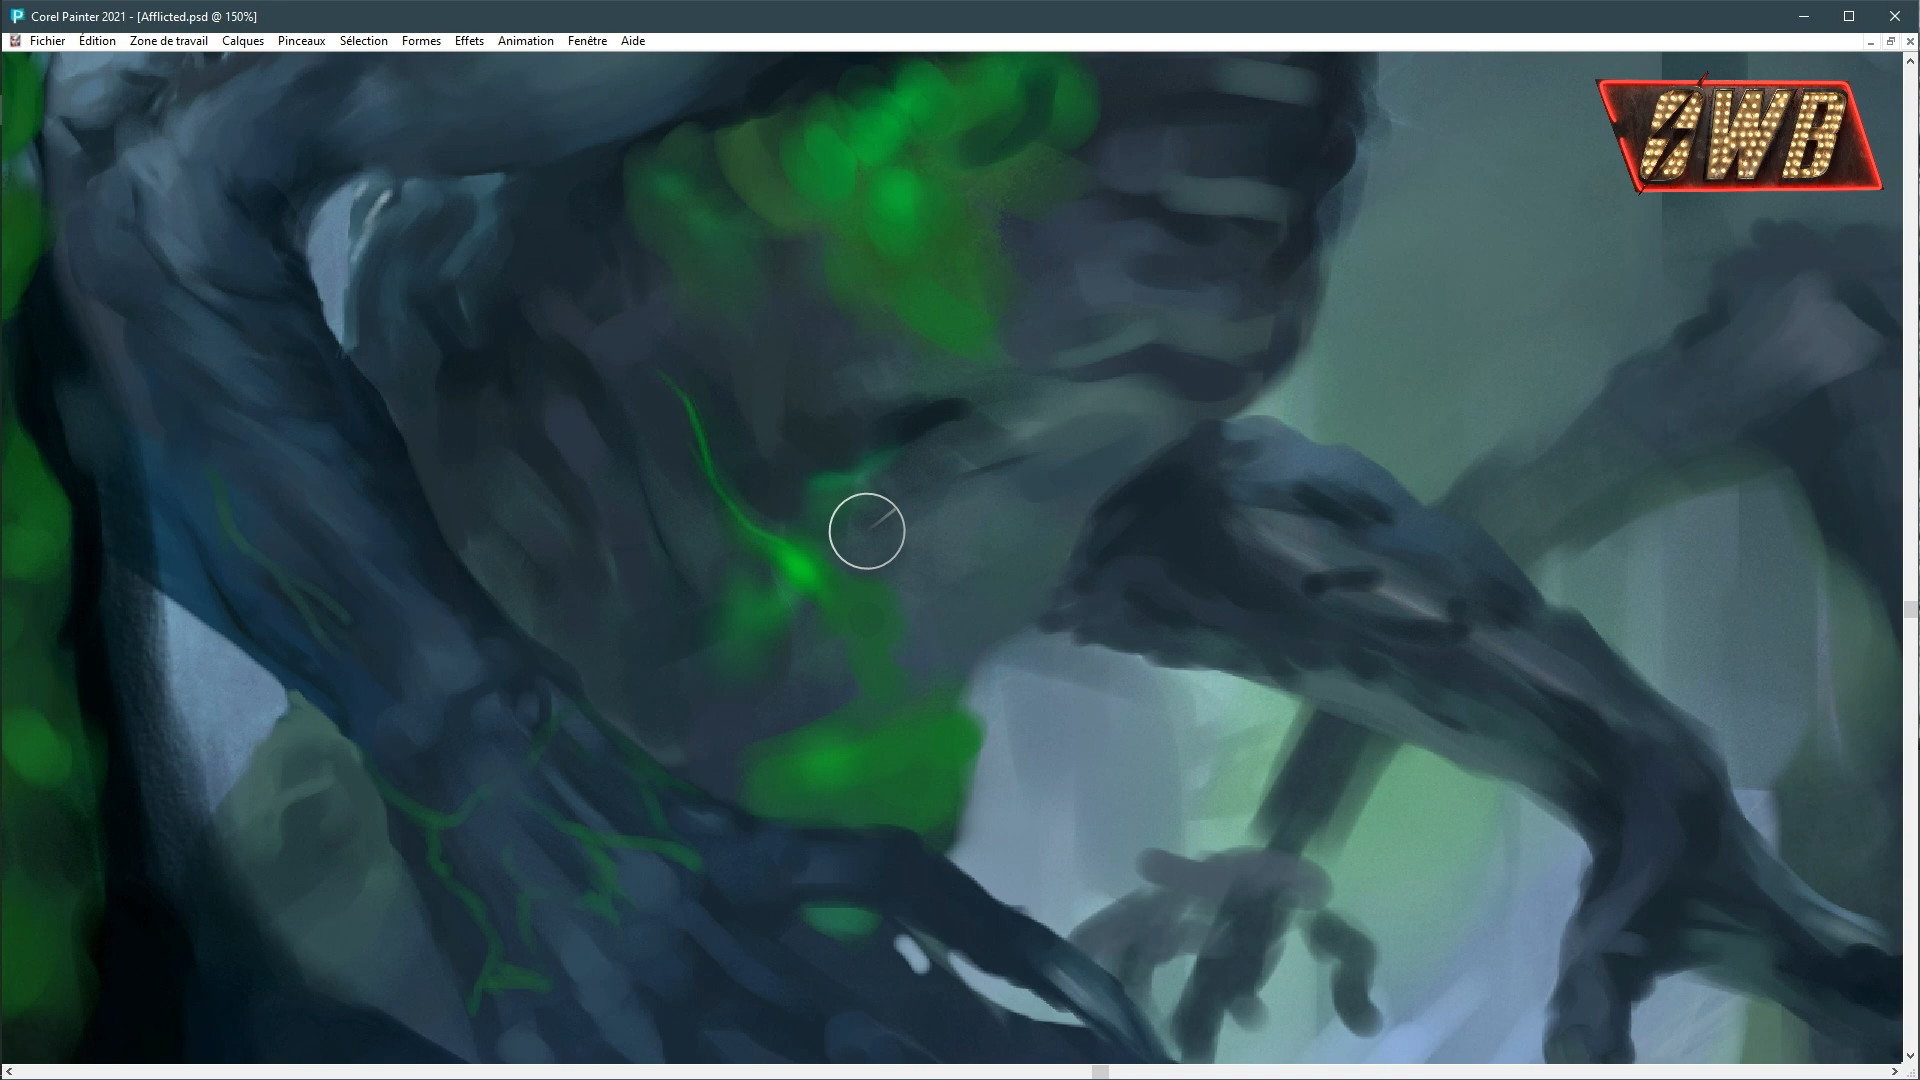 Corel Painter 2021 - [Afflicted.psd @ 150%]
Fichier Édition Zone de travail Calques Pinceaux Sélection Formes Effets Animation Fenêtre Aide
GWB